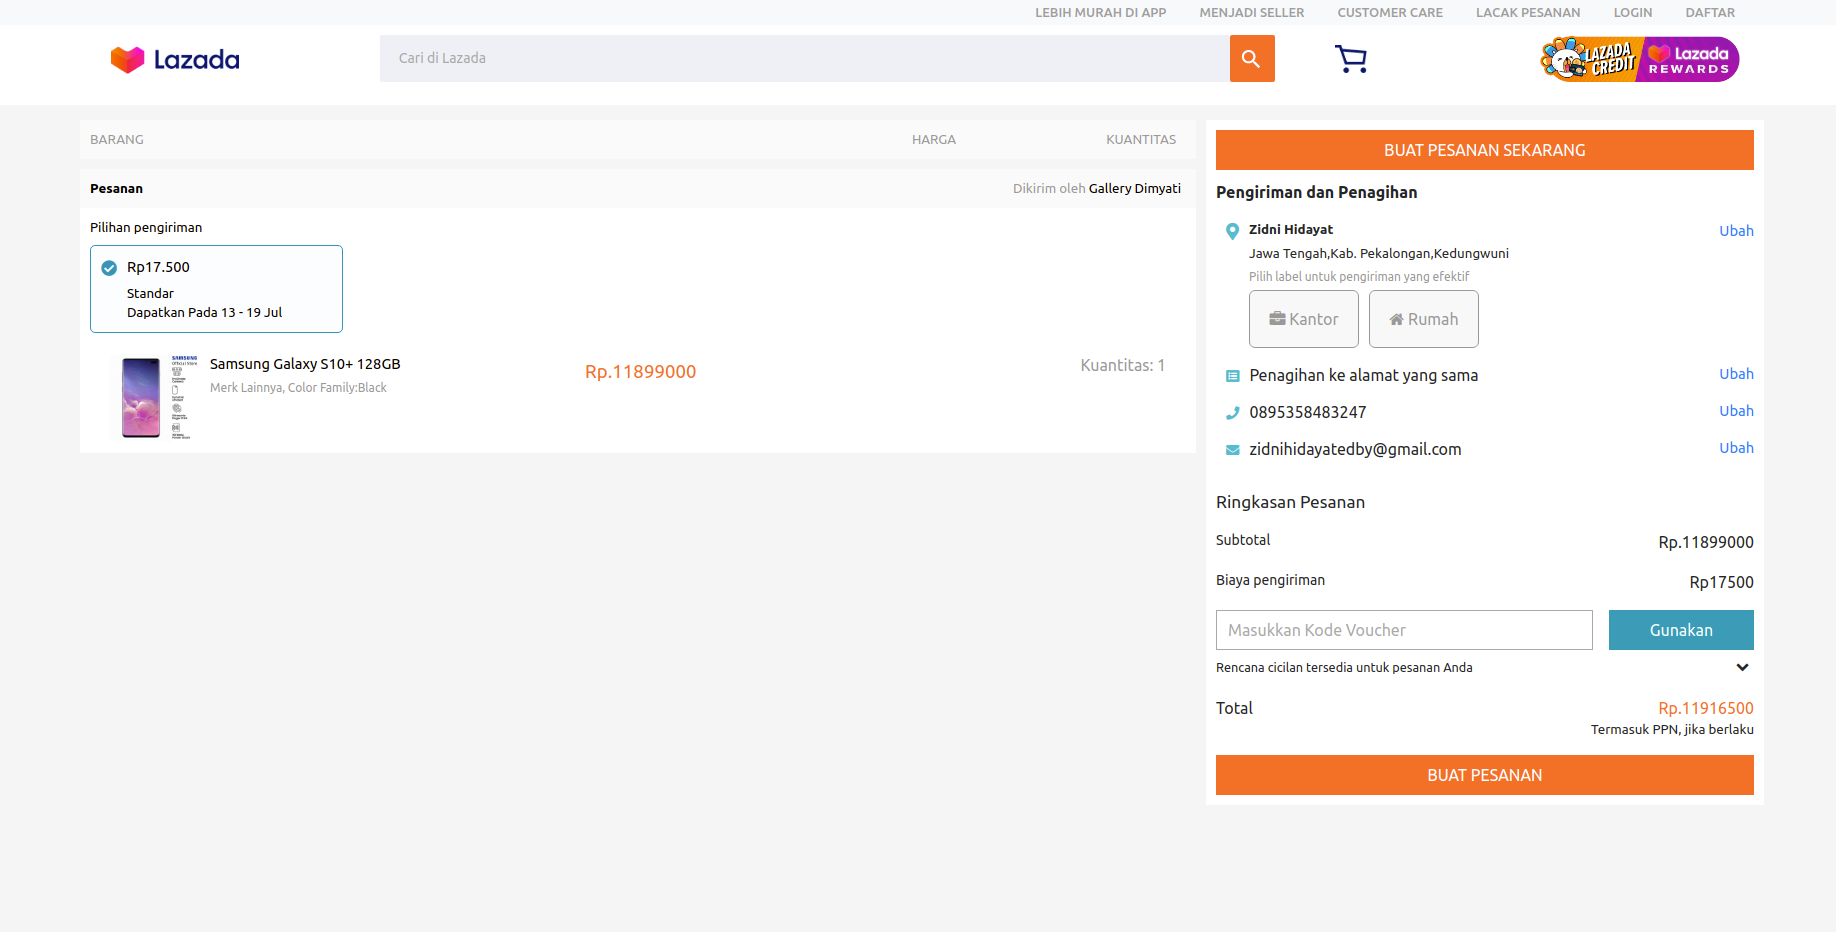 LEBIH MURAH DI APP MENJADI SELLER CUSTOMER CARE LACAK PESANAN LOGIN DAFTAR
Lazada
Cari di Lazada
LAZADA CREDIT
Lazada REWARDS
BARANG HARGA KUANTITAS
Pesanan Dikirim oleh Gallery Dimyati
Pilihan pengiriman
Rp17.500
Standar
Dapatkan Pada 13 - 19 Jul
SAMSUNG
Samsung Galaxy S10+ 128GB
Merk Lainnya, Color Family:Black
Rp.11899000
Kuantitas: 1
BUAT PESANAN SEKARANG
Pengiriman dan Penagihan
Zidni Hidayat Ubah
Jawa Tengah,Kab. Pekalongan,Kedungwuni
Pilih label untuk pengiriman yang efektif
Kantor Rumah
Penagihan ke alamat yang sama Ubah
0895358483247 Ubah
zidnihidayatedby@gmail.com Ubah
Ringkasan Pesanan
Subtotal Rp.11899000
Biaya pengiriman Rp17500
Masukkan Kode Voucher Gunakan
Rencana cicilan tersedia untuk pesanan Anda
Total Rp.11916500
Termasuk PPN, jika berlaku
BUAT PESANAN